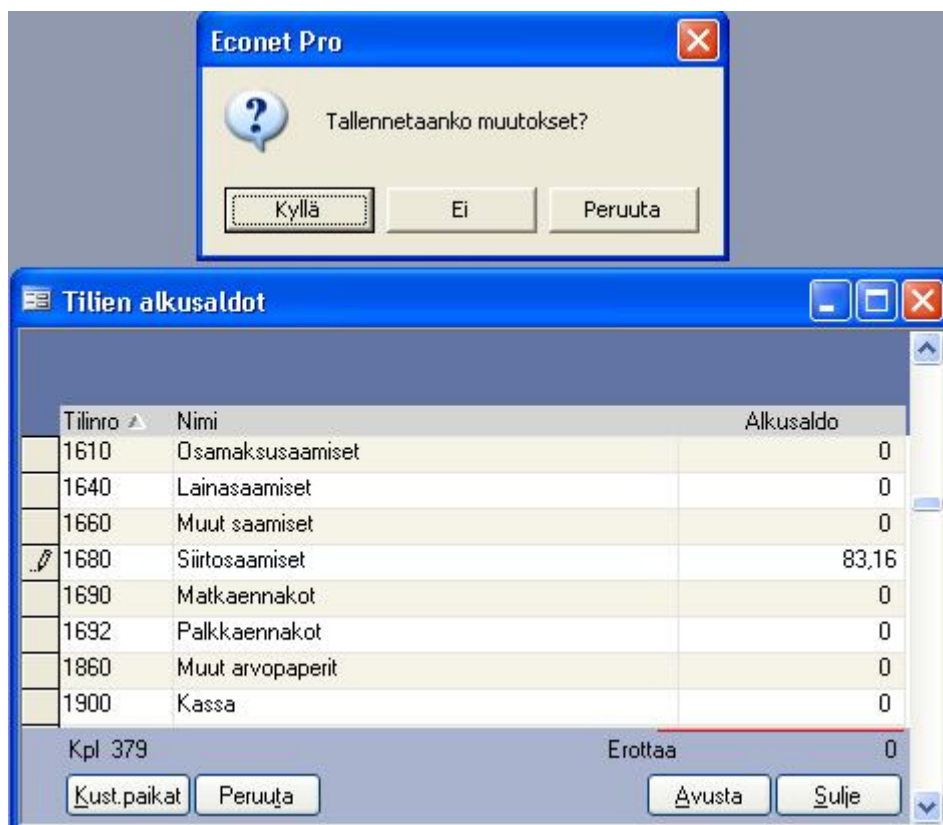 Econet Pro
Tallennetaanko muutokset?
Kyllä Ei Peruuta
Tilien alkusaldot
Tilinro Nimi Alkusaldo
1610 Osamaksusaamiset 0
1640 Lainasaamiset 0
1660 Muut saamiset 0
1680 Siirtosaamiset 83,16
1690 Matkaennakot 0
1692 Palkkaennakot 0
1860 Muut arvopaperit 0
1900 Kassa 0
Kpl 379 Erottaa 0
Kust.paikat Peruuta Avusta Sulje